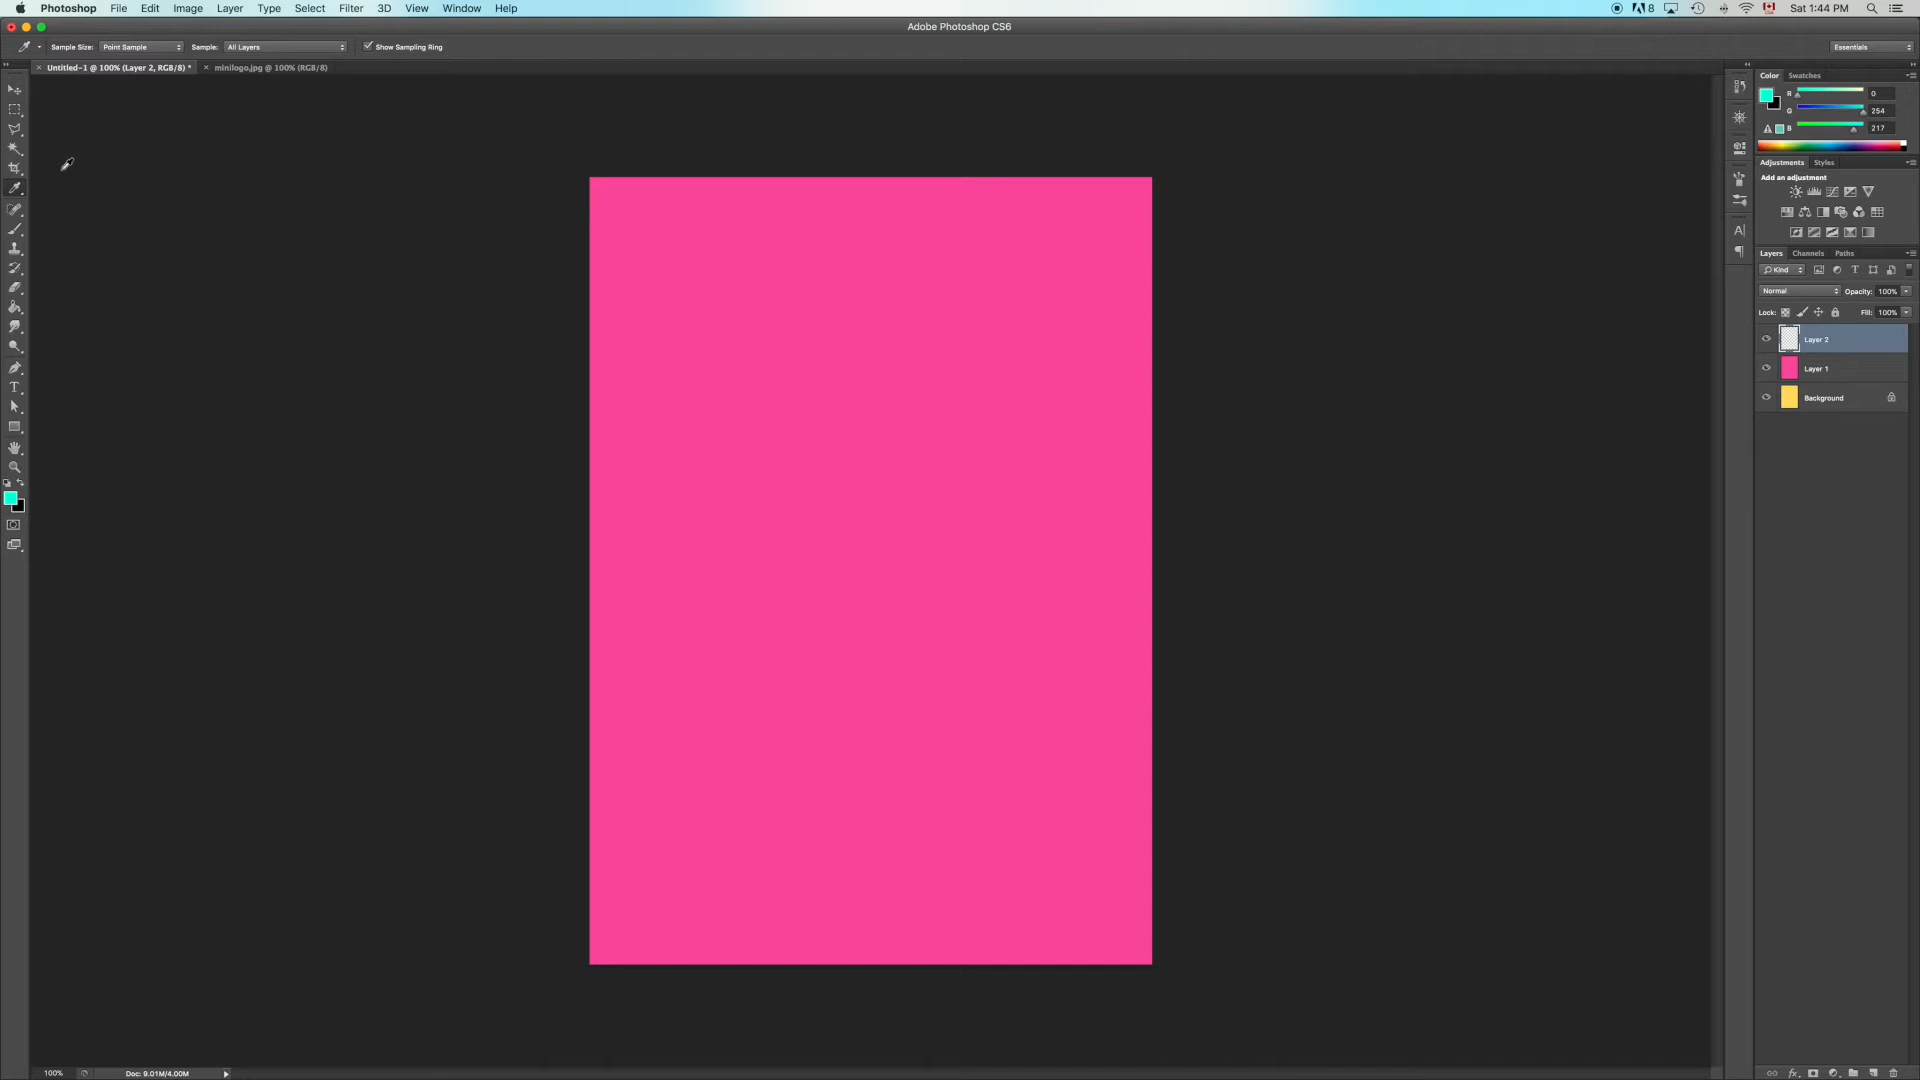 Photoshop File Edit Image Layer Type Select Filter 3D View Window Help 8 Sat 1:44 PM
Adobe Photoshop CS6
Sample Size: Point Sample Sample: All Layers Show Sampling Ring Essentials
Untitled-1 @ 100% (Layer 2, RGB/8) * minilogo.jpg @ 100% (RGB/8)
Color Swatches
R 0
G 254
B 217
Adjustments Styles
Add an adjustment
Layers Channels Paths
Kind
Normal Opacity: 100%
Lock: Fill: 100%
Layer 2
Layer 1
Background
100% Doc: 9.01M/4.00M